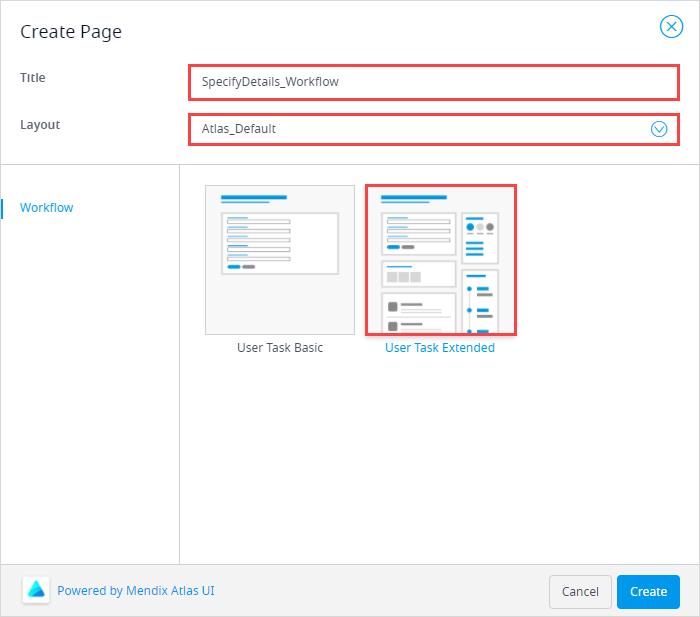 Create Page
Title
SpecifyDetails_Workflow
Layout
Atlas_Default
Workflow
User Task Basic
User Task Extended
Powered by Mendix Atlas UI
Cancel
Create